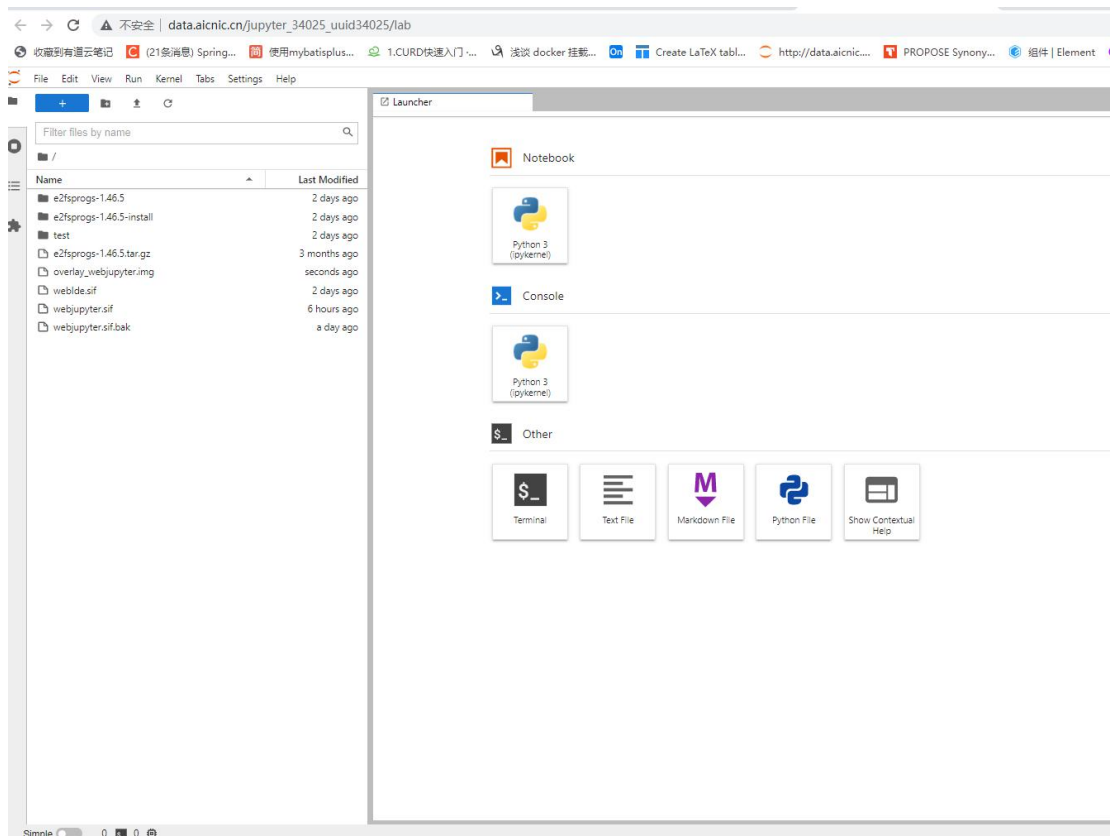 不安全 | data.aicnic.cn/jupyter_34025_uuid34025/lab
收藏到有道云笔记 C (21条消息) Spring... 简 使用mybatisplus... 1.CURD快速入门 ·... 浅谈 docker 挂载... On Create LaTeX tabl... http://data.aicnic.... PROPOSE Synony... 组件 | Element
File Edit View Run Kernel Tabs Settings Help
+ Launcher
Filter files by name
/
Notebook
Name Last Modified
e2fsprogs-1.46.5 2 days ago
e2fsprogs-1.46.5-install 2 days ago
test 2 days ago
e2fsprogs-1.46.5.tar.gz 3 months ago
overlay_webjupyter.img seconds ago
webIde.sif 2 days ago
webjupyter.sif 6 hours ago
webjupyter.sif.bak a day ago
Python 3
(ipykernel)
Console
Python 3
(ipykernel)
$_ Other
$_
M
Terminal Text File Markdown File Python File Show Contextual
Help
Simple 0 0